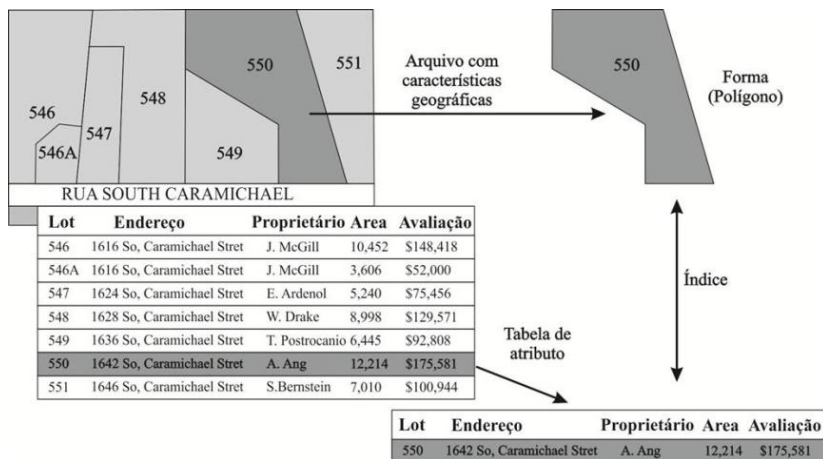 550
551
546
548
547
546A
549
RUA SOUTH CARAMICHAEL
Arquivo com
características
geográficas
550
Forma
(Polígono)
Lot Endereço Proprietário Area Avaliação
546 1616 So, Caramichael Stret J. McGill 10,452 $148,418
546A 1616 So, Caramichael Stret J. McGill 3,606 $52,000
547 1624 So, Caramichael Stret E. Ardenol 5,240 $75,456
548 1628 So, Caramichael Stret W. Drake 8,998 $129,571
549 1636 So, Caramichael Stret T. Postrocanio 6,445 $92,808
550 1642 So, Caramichael Stret A. Ang 12,214 $175,581
551 1646 So, Caramichael Stret S.Bernstein 7,010 $100,944
Índice
Tabela de
atributo
Lot Endereço Proprietário Area Avaliação
550 1642 So, Caramichael Stret A. Ang 12,214 $175,581